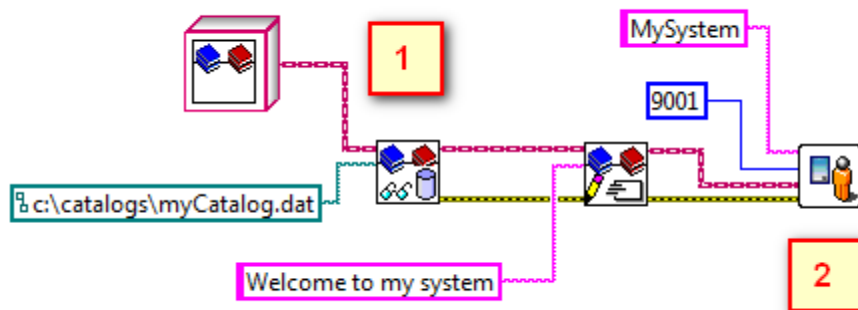 MySystem
1
9001
c:\catalogs\myCatalog.dat
Welcome to my system
2